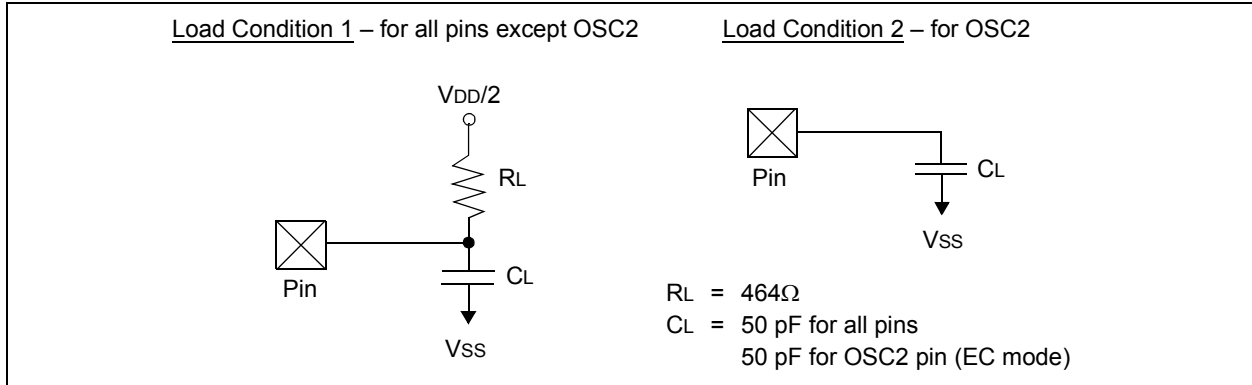 Load Condition 1 – for all pins except OSC2
Load Condition 2 – for OSC2
VDD/2
RL
Pin
CL
VSS
Pin
CL
VSS
RL = 464Ω
CL = 50 pF for all pins
50 pF for OSC2 pin (EC mode)